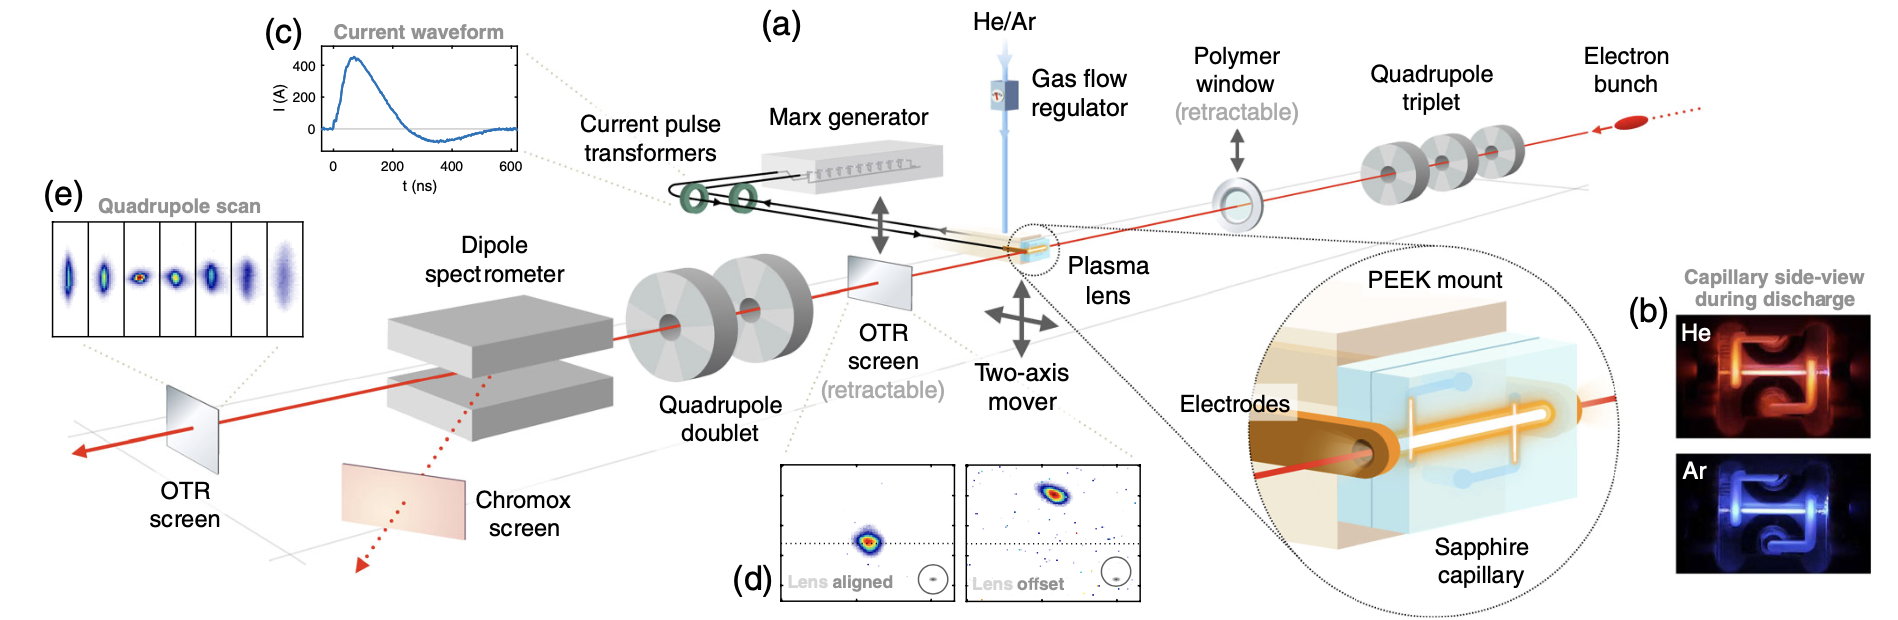 (c)
Current waveform
400
200
0
I (A)
0
200
400
600
t (ns)
(a)
He/Ar
Gas flow
regulator
Polymer
window
(retractable)
Quadrupole
triplet
Electron
bunch
Current pulse
transformers
Marx generator
(e)
Quadrupole scan
Dipole
spectrometer
Plasma
lens
OTR
screen
(retractable)
Two-axis
mover
Quadrupole
doublet
OTR
screen
Chromox
screen
(d)
Lens aligned
Lens offset
PEEK mount
Electrodes
Sapphire
capillary
(b)
Capillary side-view
during discharge
He
Ar